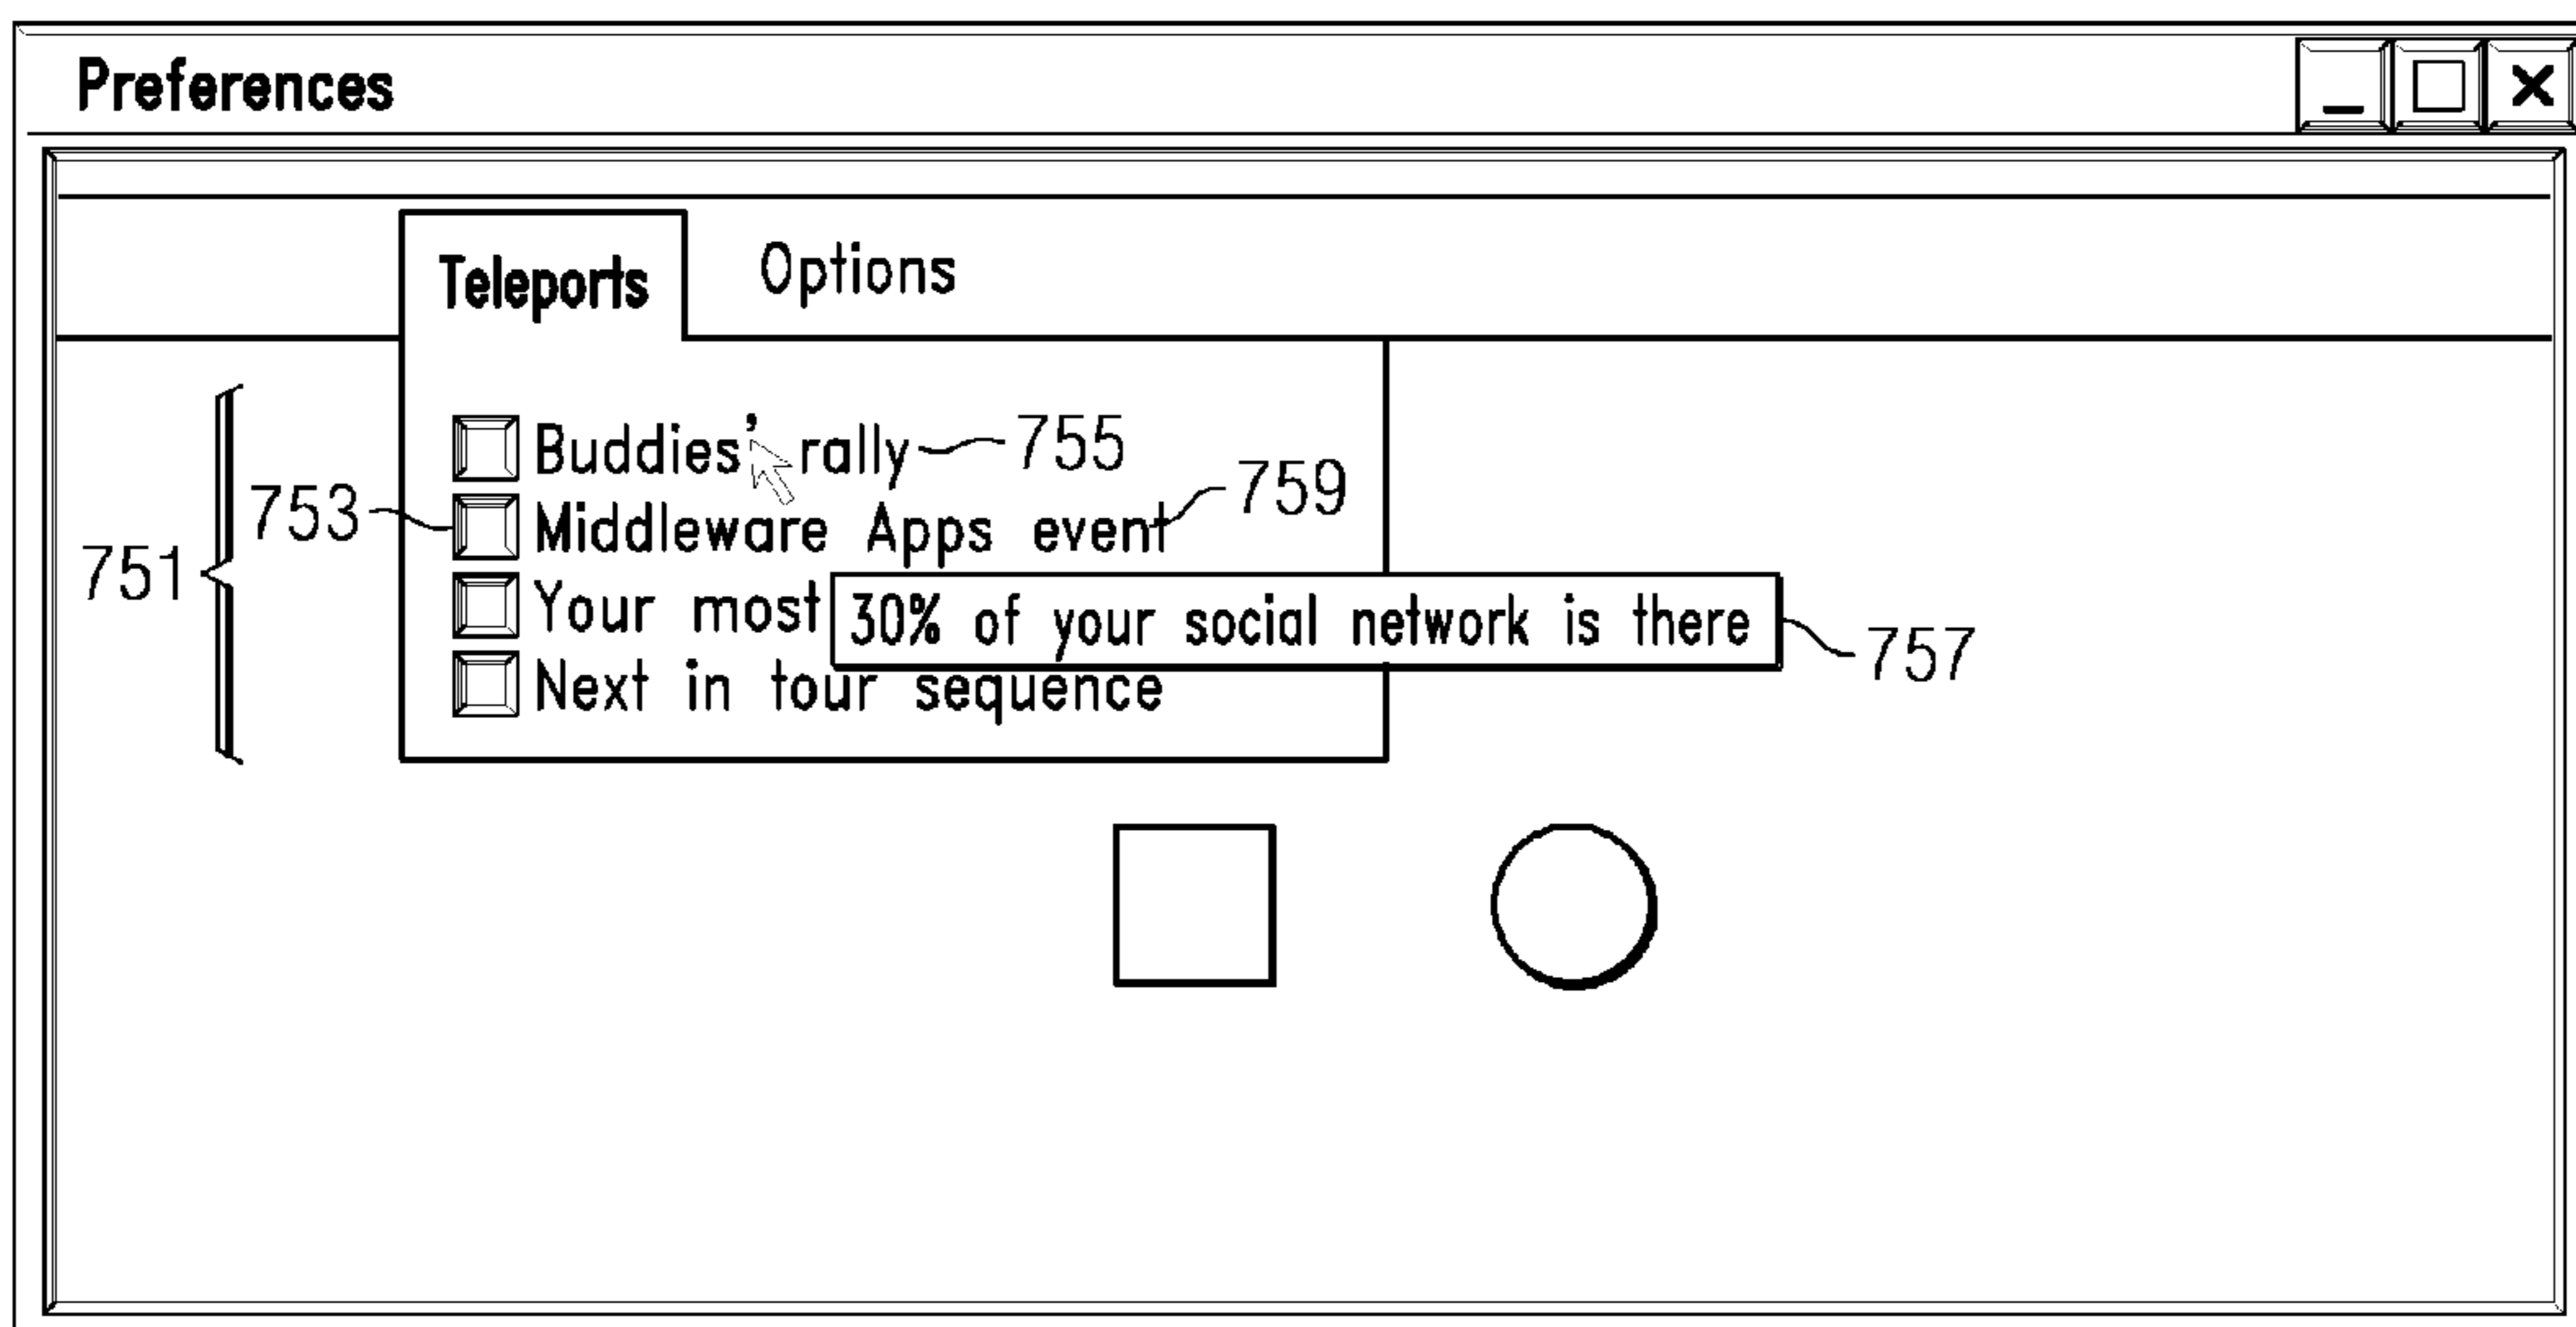 Preferences
Teleports Options
Buddies' rally 755
753 Middleware Apps event 759
751
Your most 30% of your social network is there 757
Next in tour sequence